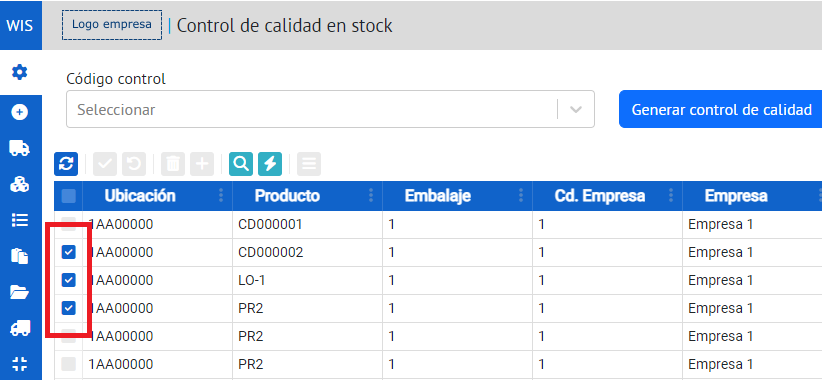 WIS Logo empresa | Control de calidad en stock
Código control
Seleccionar
Generar control de calidad
Ubicación Producto Embalaje Cd. Empresa Empresa
1AA00000 CD000001 1 1 Empresa 1
1AA00000 CD000002 1 1 Empresa 1
1AA00000 LO-1 1 1 Empresa 1
1AA00000 PR2 1 1 Empresa 1
1AA00000 PR2 1 1 Empresa 1
1AA00000 PR2 1 1 Empresa 1